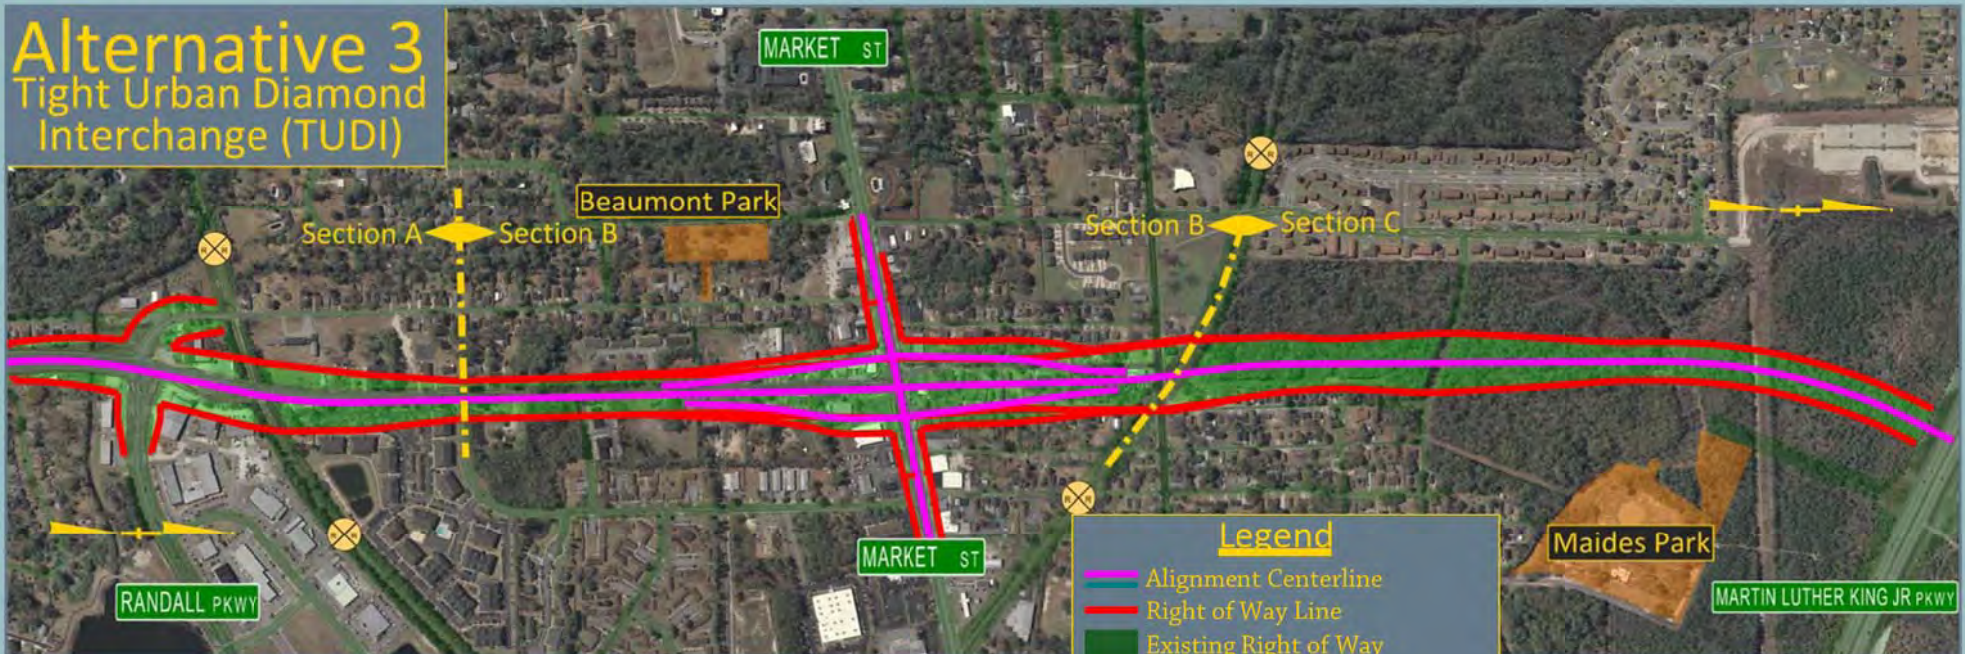 Alternative 3
Tight Urban Diamond
Interchange (TUDI)
MARKET ST
Beaumont Park
Section A
Section B
Section B
Section C
R R
R R
R R
R R
MARKET ST
RANDALL PKWY
Legend
Alignment Centerline
Right of Way Line
Existing Right of Way
Maides Park
MARTIN LUTHER KING JR PKWY